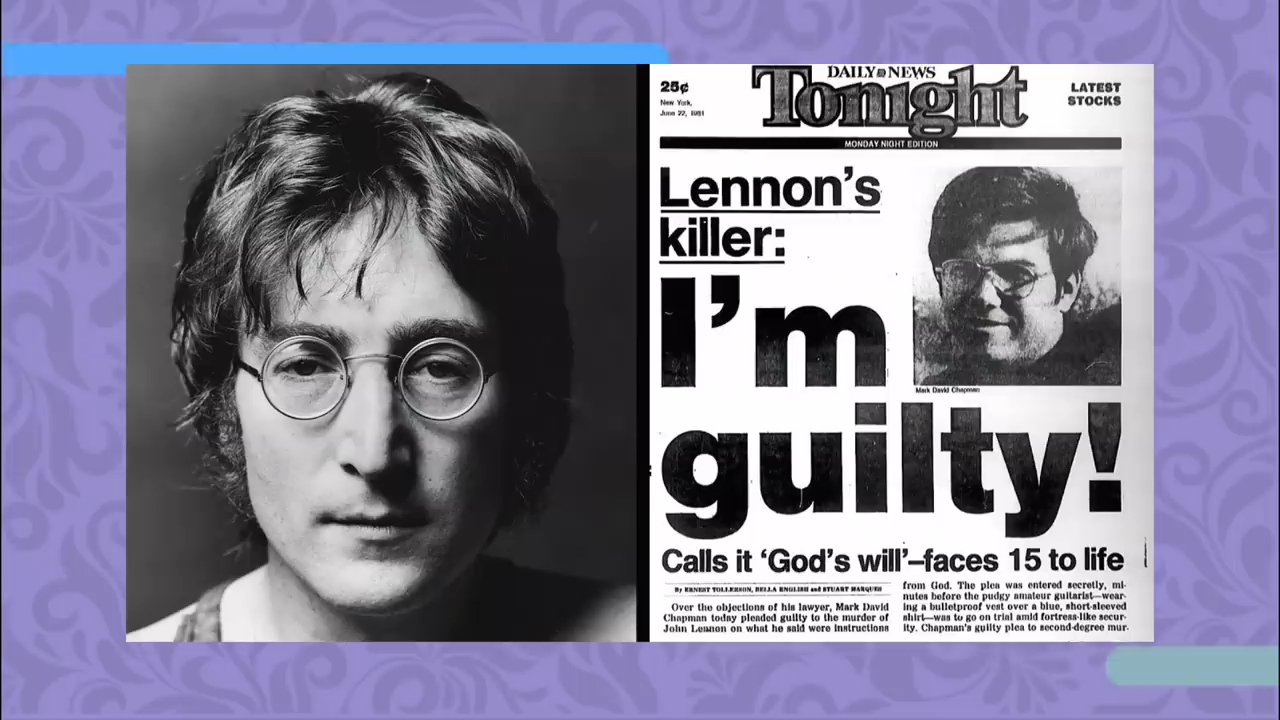 DAILY NEWS
Tonight
25¢
New York,
June 22, 1981
LATEST
STOCKS
MONDAY NIGHT EDITION
Lennon's
killer:
I'm
guilty!
Mark David Chapman
Calls it 'God's will'–faces 15 to life
By ERNEST TOLLERSON, BELLA ENGLISH and STUART MARQUES
Over the objections of his lawyer, Mark David
Chapman today pleaded guilty to the murder of
John Lennon on what he said were instructions
from God. The plea was entered secretly, mi-
nutes before the pudgy amateur guitarist—wear-
ing a bulletproof vest over a blue, short-sleeved
shirt—was to go on trial amid fortress-like secur-
ity. Chapman's guilty plea to second-degree mur-